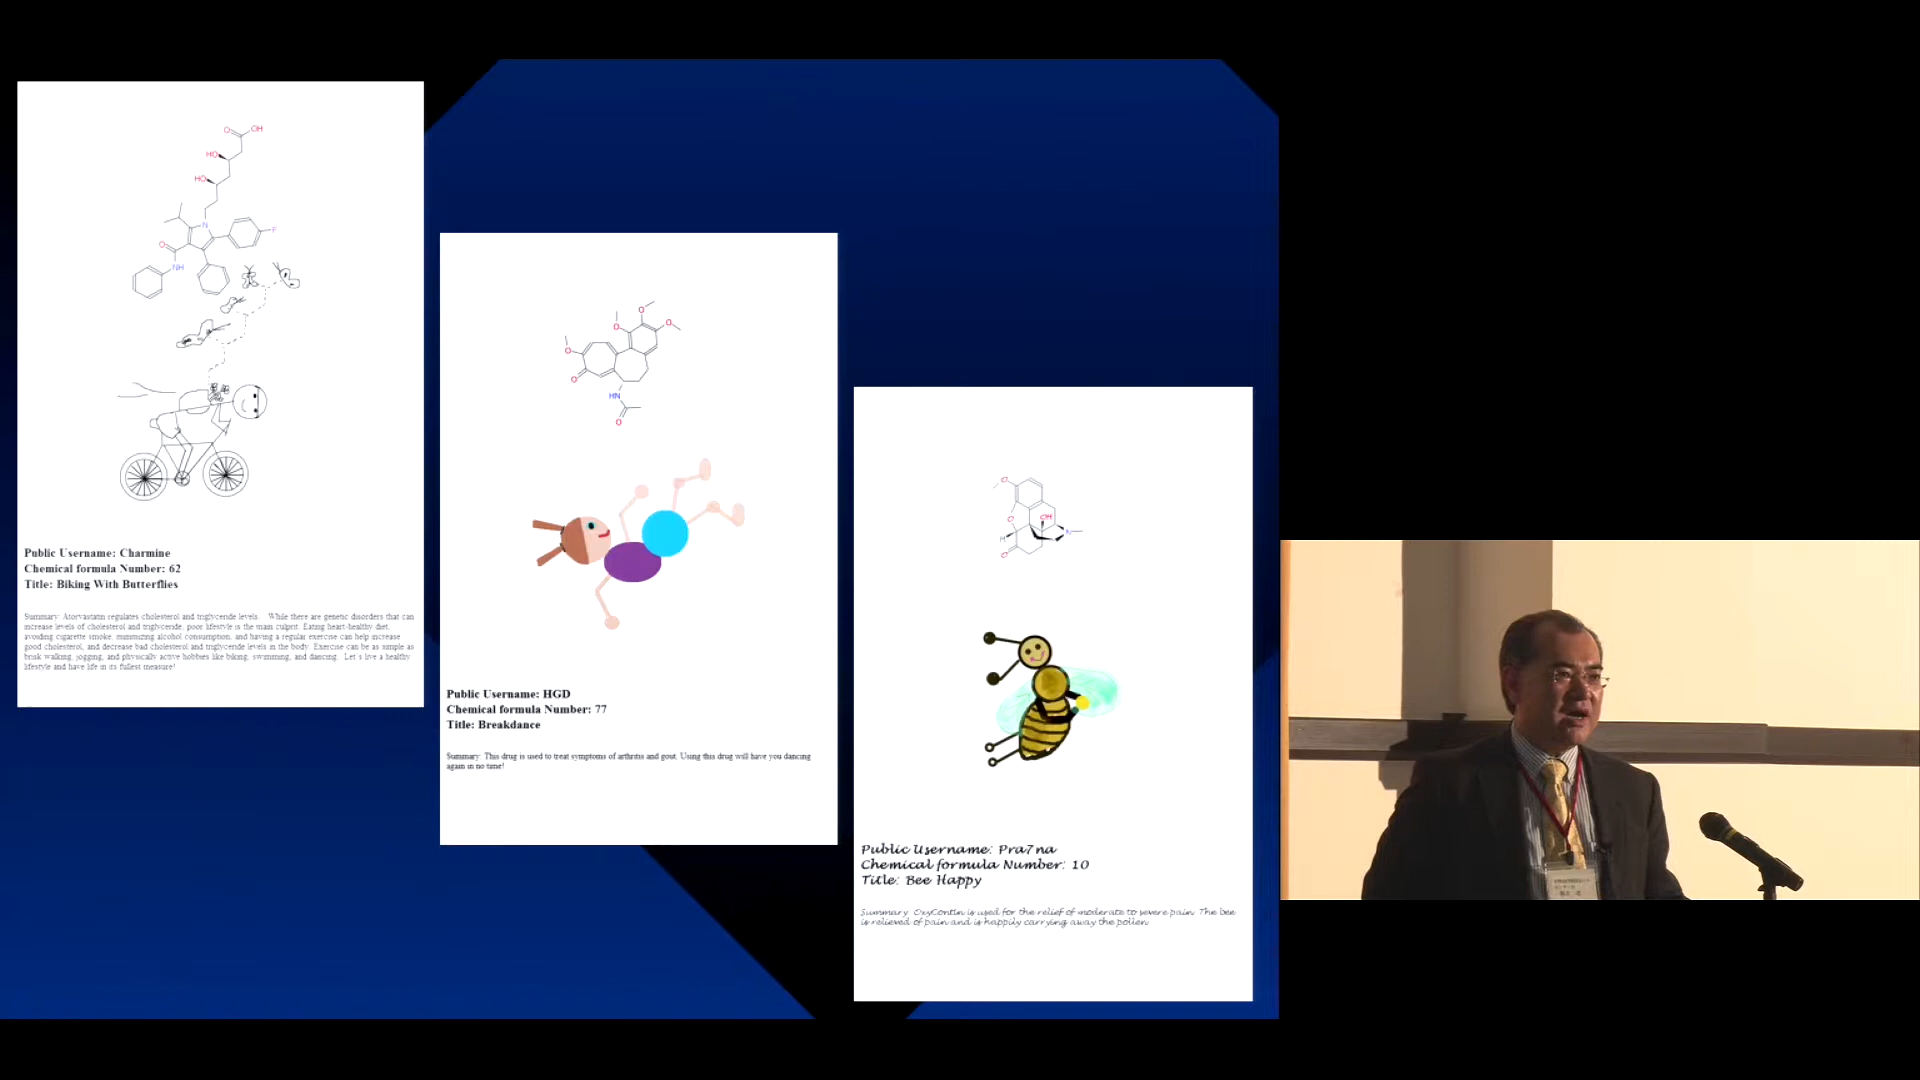 O
OH
HO
HO
N
F
O
NH
Public Username: Charmine
Chemical formula Number: 62
Title: Biking With Butterflies
Summary: Atorvastatin regulates cholesterol and triglyceride levels. While there are genetic disorders that can
increase levels of cholesterol and triglyceride, poor lifestyle is the main culprit. Eating heart-healthy diet,
avoiding cigarette smoke, minimizing alcohol consumption, and having a regular exercise can help increase
good cholesterol, and decrease bad cholesterol and triglyceride levels in the body. Exercise can be as simple as
brisk walking, jogging, and physically active hobbies like biking, swimming, and dancing. Let's live a healthy
lifestyle and have life in its fullest measure!
O
O
O
O
O
HN
O
Public Username: HGD
Chemical formula Number: 77
Title: Breakdance
Summary: This drug is used to treat symptoms of arthritis and gout. Using this drug will have you dancing
again in no time!
O
O
OH
N
H
O
Public Username: Pra7na
Chemical formula Number: 10
Title: Bee Happy
Summary: OxyContin is used for the relief of moderate to severe pain. The bee
is relieved of pain and is happily carrying away the pollen.